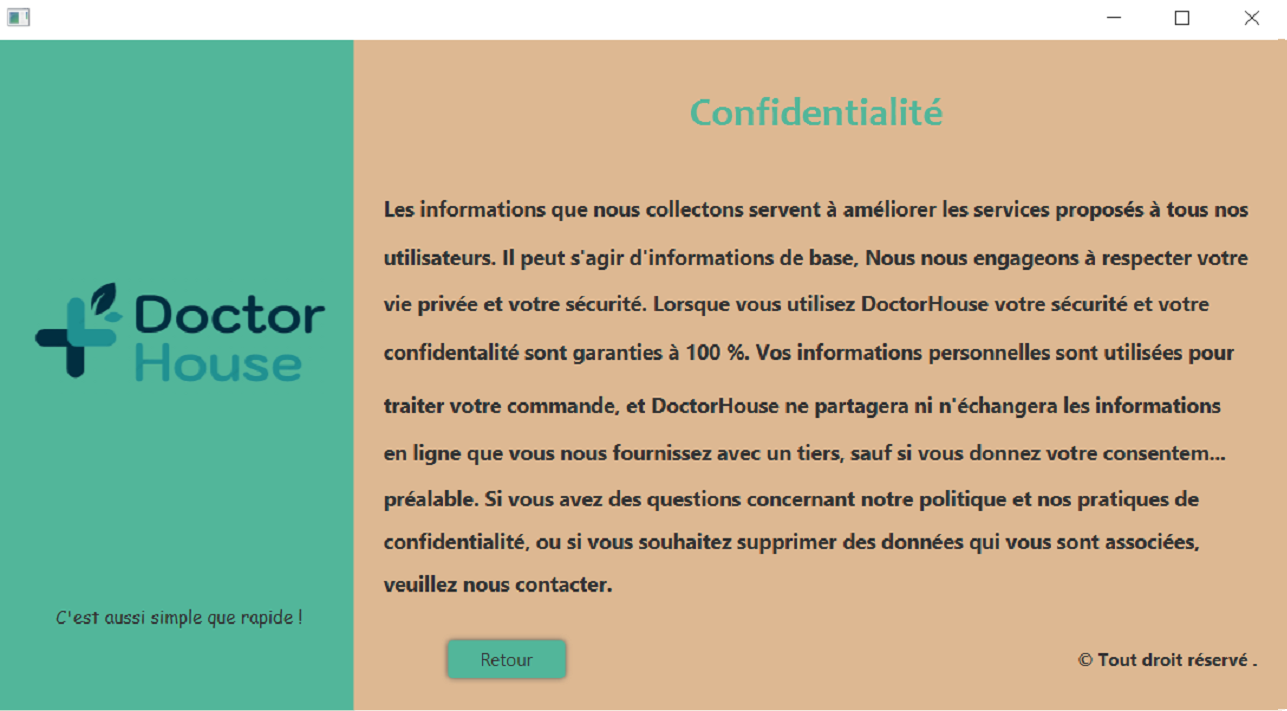 Confidentialité
Les informations que nous collectons servent à améliorer les services proposés à tous nos
utilisateurs. Il peut s'agir d'informations de base, Nous nous engageons à respecter votre
vie privée et votre sécurité. Lorsque vous utilisez DoctorHouse votre sécurité et votre
confidentalité sont garanties à 100 %. Vos informations personnelles sont utilisées pour
traiter votre commande, et DoctorHouse ne partagera ni n'échangera les informations
en ligne que vous nous fournissez avec un tiers, sauf si vous donnez votre consentem...
préalable. Si vous avez des questions concernant notre politique et nos pratiques de
confidentialité, ou si vous souhaitez supprimer des données qui vous sont associées,
veuillez nous contacter.
Doctor
House
C'est aussi simple que rapide !
Retour
© Tout droit réservé .